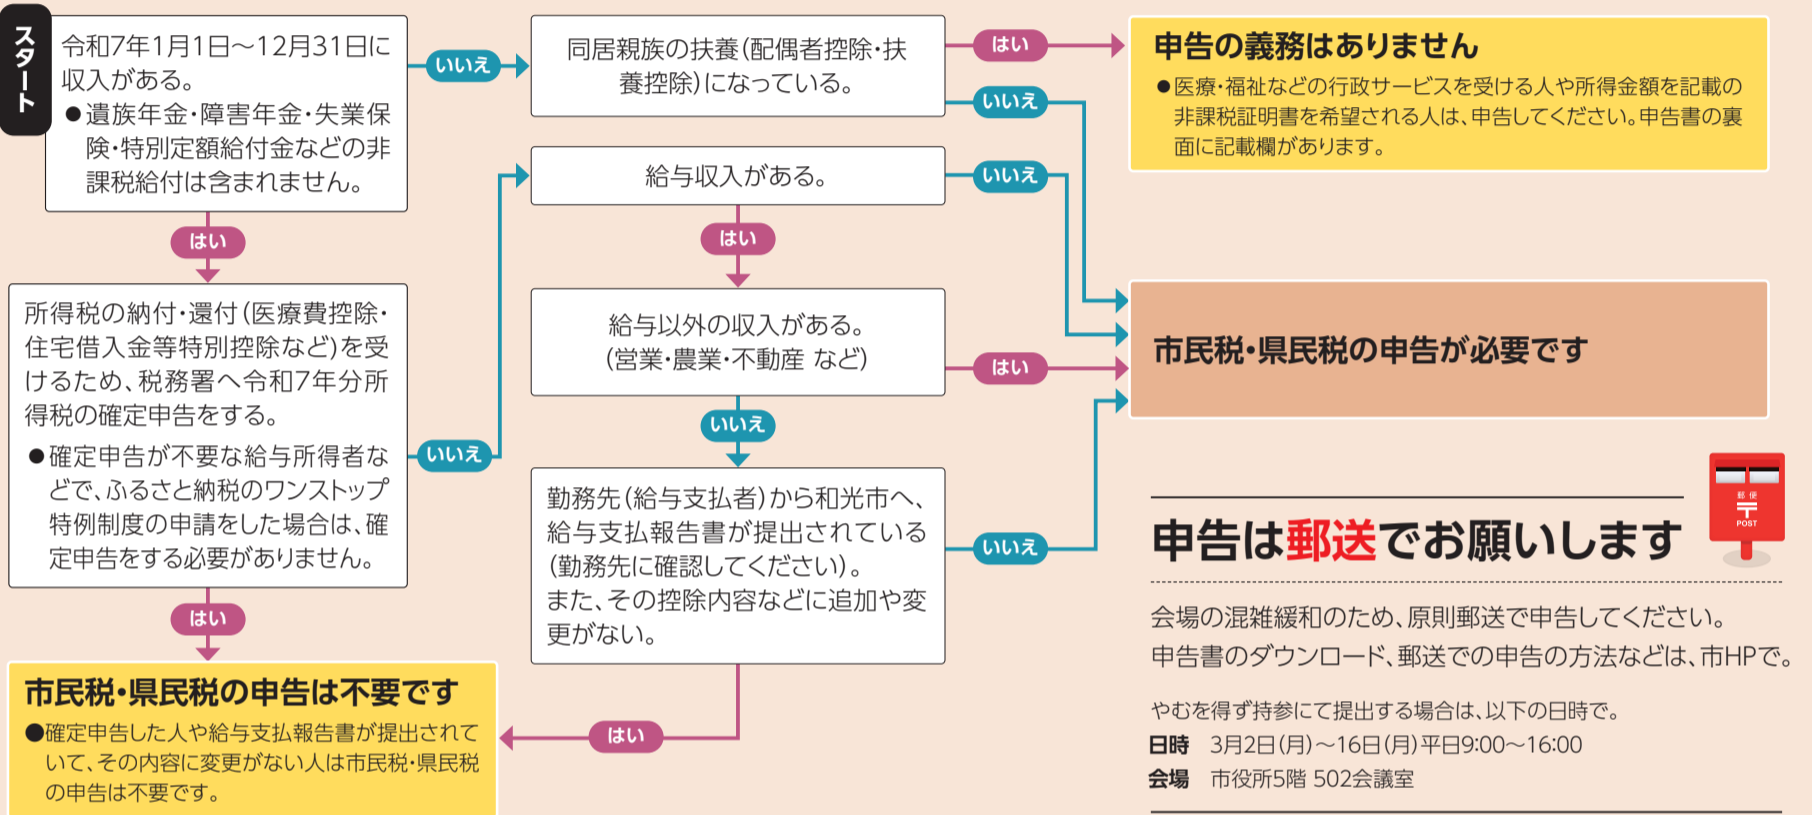 スタート
令和7年1月1日～12月31日に
収入がある。
●遺族年金・障害年金・失業保
険・特別定額給付金などの非
課税給付は含まれません。
いいえ
はい
同居親族の扶養(配偶者控除・扶
養控除)になっている。
はい
いいえ
申告の義務はありません
●医療・福祉などの行政サービスを受ける人や所得金額を記載の
非課税証明書を希望される人は、申告してください。申告書の裏
面に記載欄があります。
給与収入がある。
いいえ
はい
所得税の納付・還付(医療費控除・
住宅借入金等特別控除など)を受
けるため、税務署へ令和7年分所
得税の確定申告をする。
●確定申告が不要な給与所得者な
どで、ふるさと納税のワンストップ
特例制度の申請をした場合は、確
定申告をする必要がありません。
いいえ
はい
給与以外の収入がある。
(営業・農業・不動産 など)
はい
いいえ
市民税・県民税の申告が必要です
勤務先(給与支払者)から和光市へ、
給与支払報告書が提出されている
(勤務先に確認してください)。
また、その控除内容などに追加や変
更がない。
いいえ
はい
市民税・県民税の申告は不要です
●確定申告した人や給与支払報告書が提出されて
いて、その内容に変更がない人は市民税・県民税
の申告は不要です。
郵便
〒
POST
申告は郵送でお願いします
会場の混雑緩和のため、原則郵送で申告してください。
申告書のダウンロード、郵送での申告の方法などは、市HPで。
やむを得ず持参にて提出する場合は、以下の日時で。
日時 3月2日(月)～16日(月)平日9:00～16:00
会場 市役所5階 502会議室